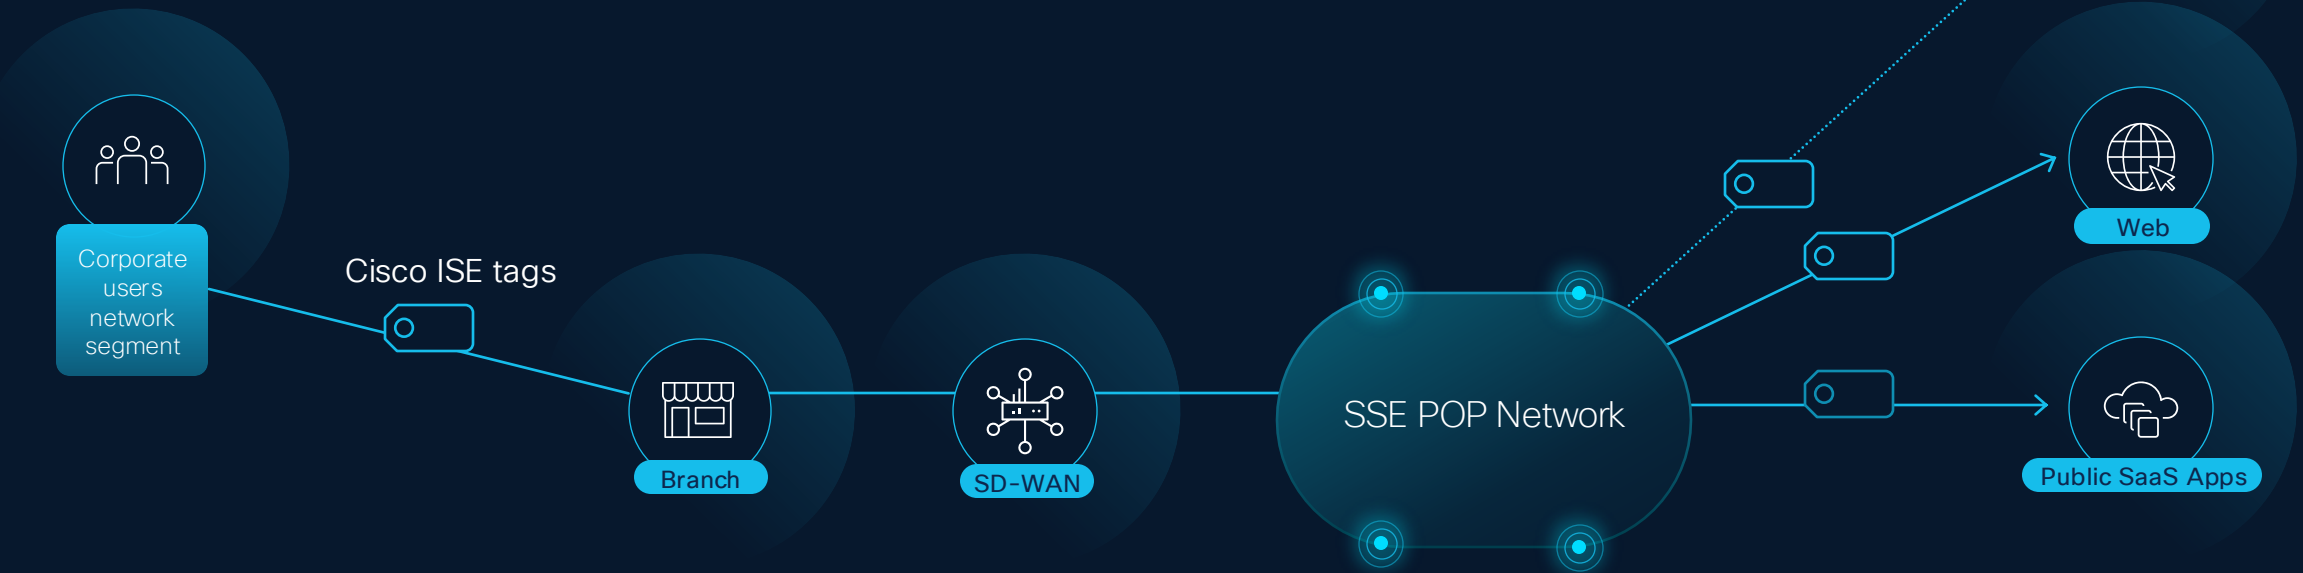 Corporate
users
network
segment
Cisco ISE tags
Branch
SD-WAN
SSE POP Network
Web
Public SaaS Apps